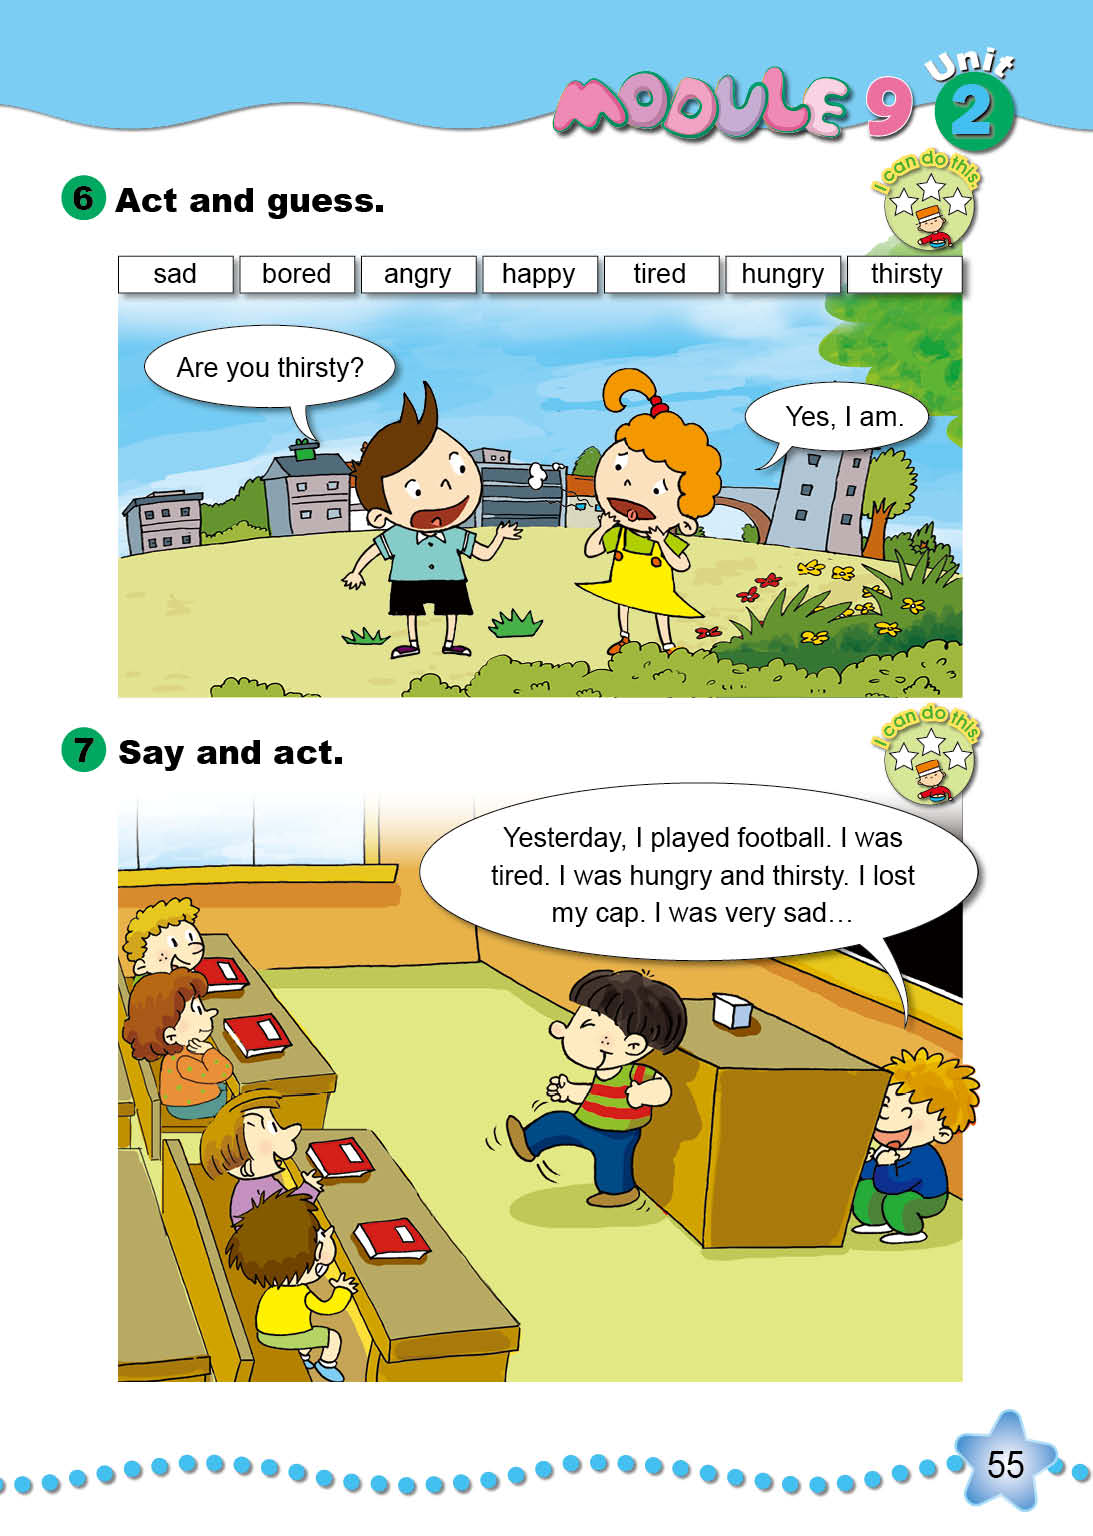 MODULE 9 Unit 2
6 Act and guess.
I can do this.
sad bored angry happy tired hungry thirsty
Are you thirsty?
Yes, I am.
7 Say and act.
I can do this.
Yesterday, I played football. I was
tired. I was hungry and thirsty. I lost
my cap. I was very sad…
55